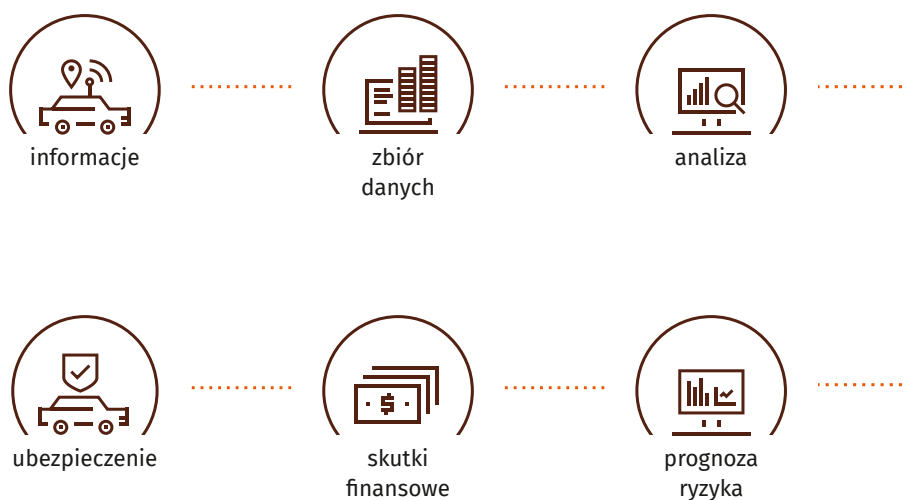 informacje
zbiór
danych
analiza
ubezpieczenie
skutki
finansowe
prognoza
ryzyka